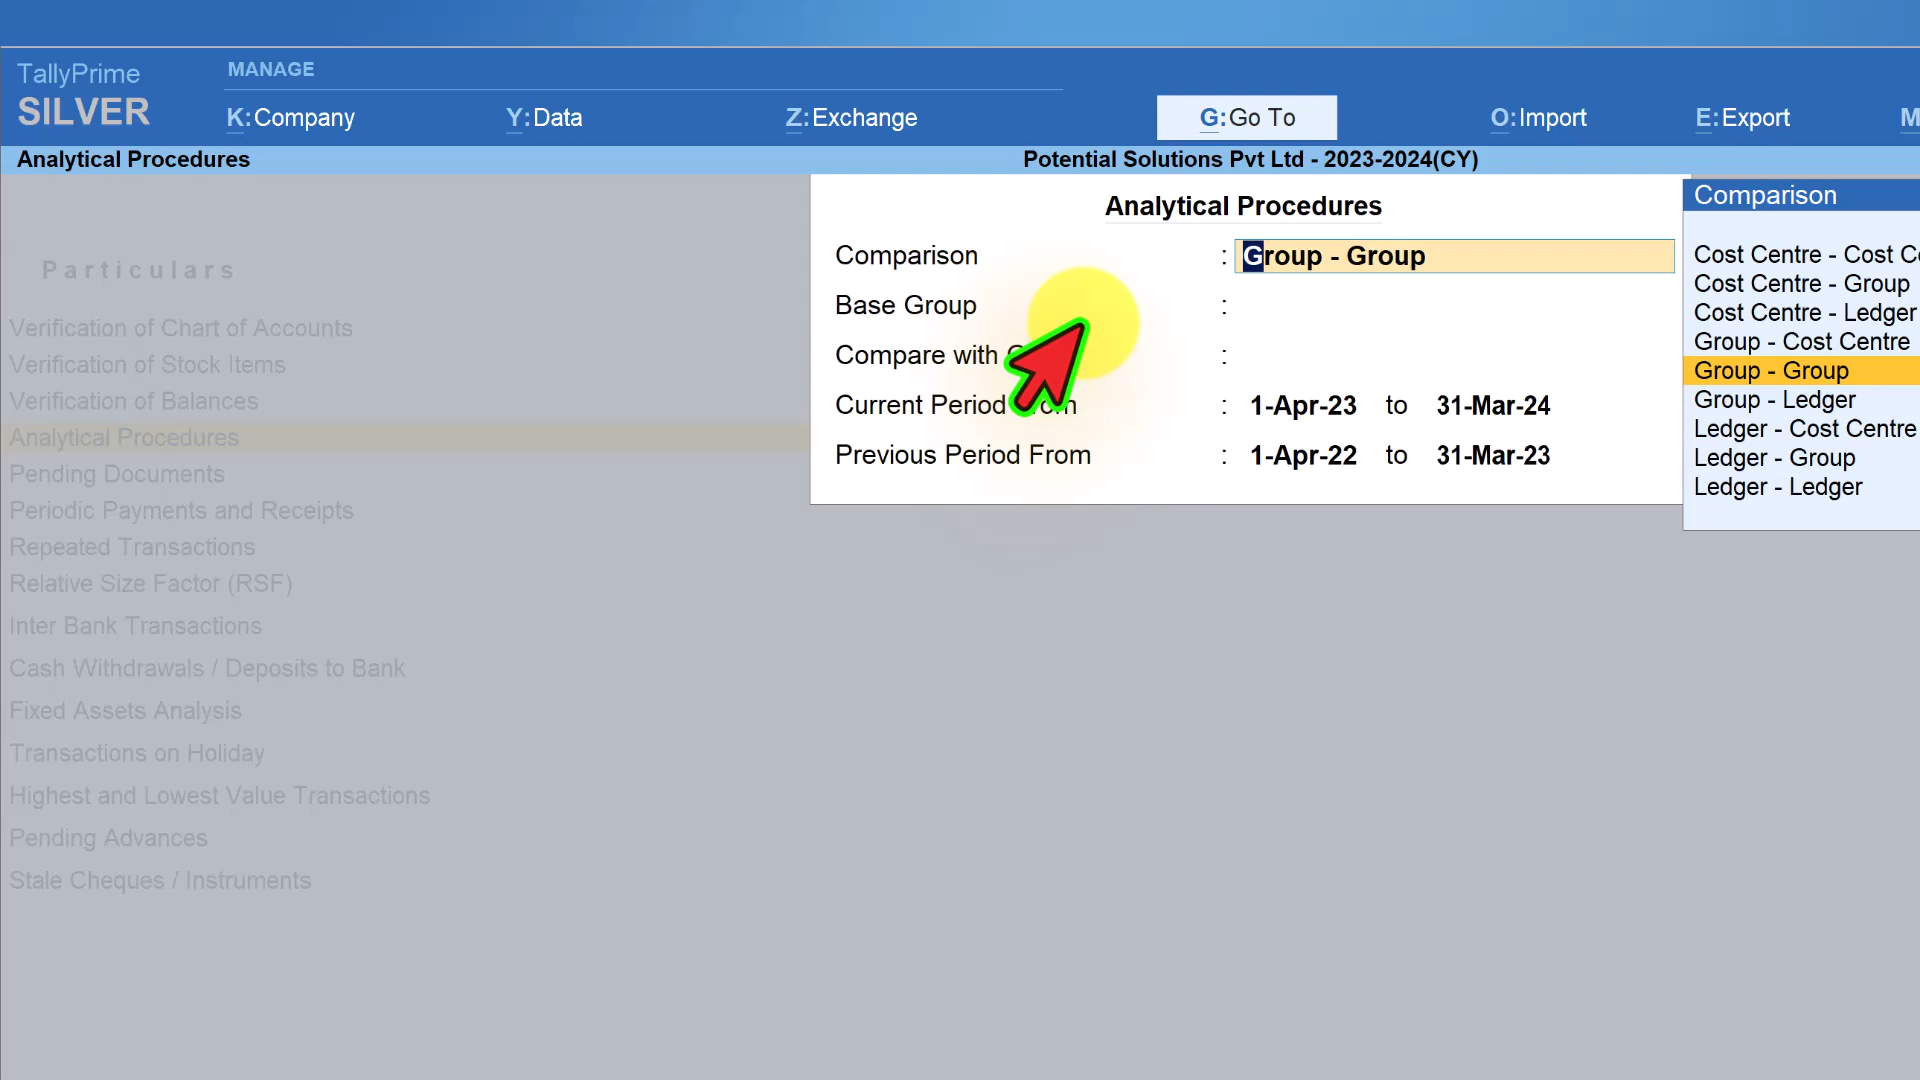 TallyPrime
SILVER
MANAGE
K:Company Y:Data Z:Exchange G:Go To O:Import E:Export M
Analytical Procedures Potential Solutions Pvt Ltd - 2023-2024(CY)
Particulars
Verification of Chart of Accounts
Verification of Stock Items
Verification of Balances
Analytical Procedures
Pending Documents
Periodic Payments and Receipts
Repeated Transactions
Relative Size Factor (RSF)
Inter Bank Transactions
Cash Withdrawals / Deposits to Bank
Fixed Assets Analysis
Transactions on Holiday
Highest and Lowest Value Transactions
Pending Advances
Stale Cheques / Instruments
Analytical Procedures
Comparison : Group - Group
Base Group :
Compare with :
Current Period From : 1-Apr-23 to 31-Mar-24
Previous Period From : 1-Apr-22 to 31-Mar-23
Comparison
Cost Centre - Cost
Cost Centre - Group
Cost Centre - Ledger
Group - Cost Centre
Group - Group
Group - Ledger
Ledger - Cost Centre
Ledger - Group
Ledger - Ledger